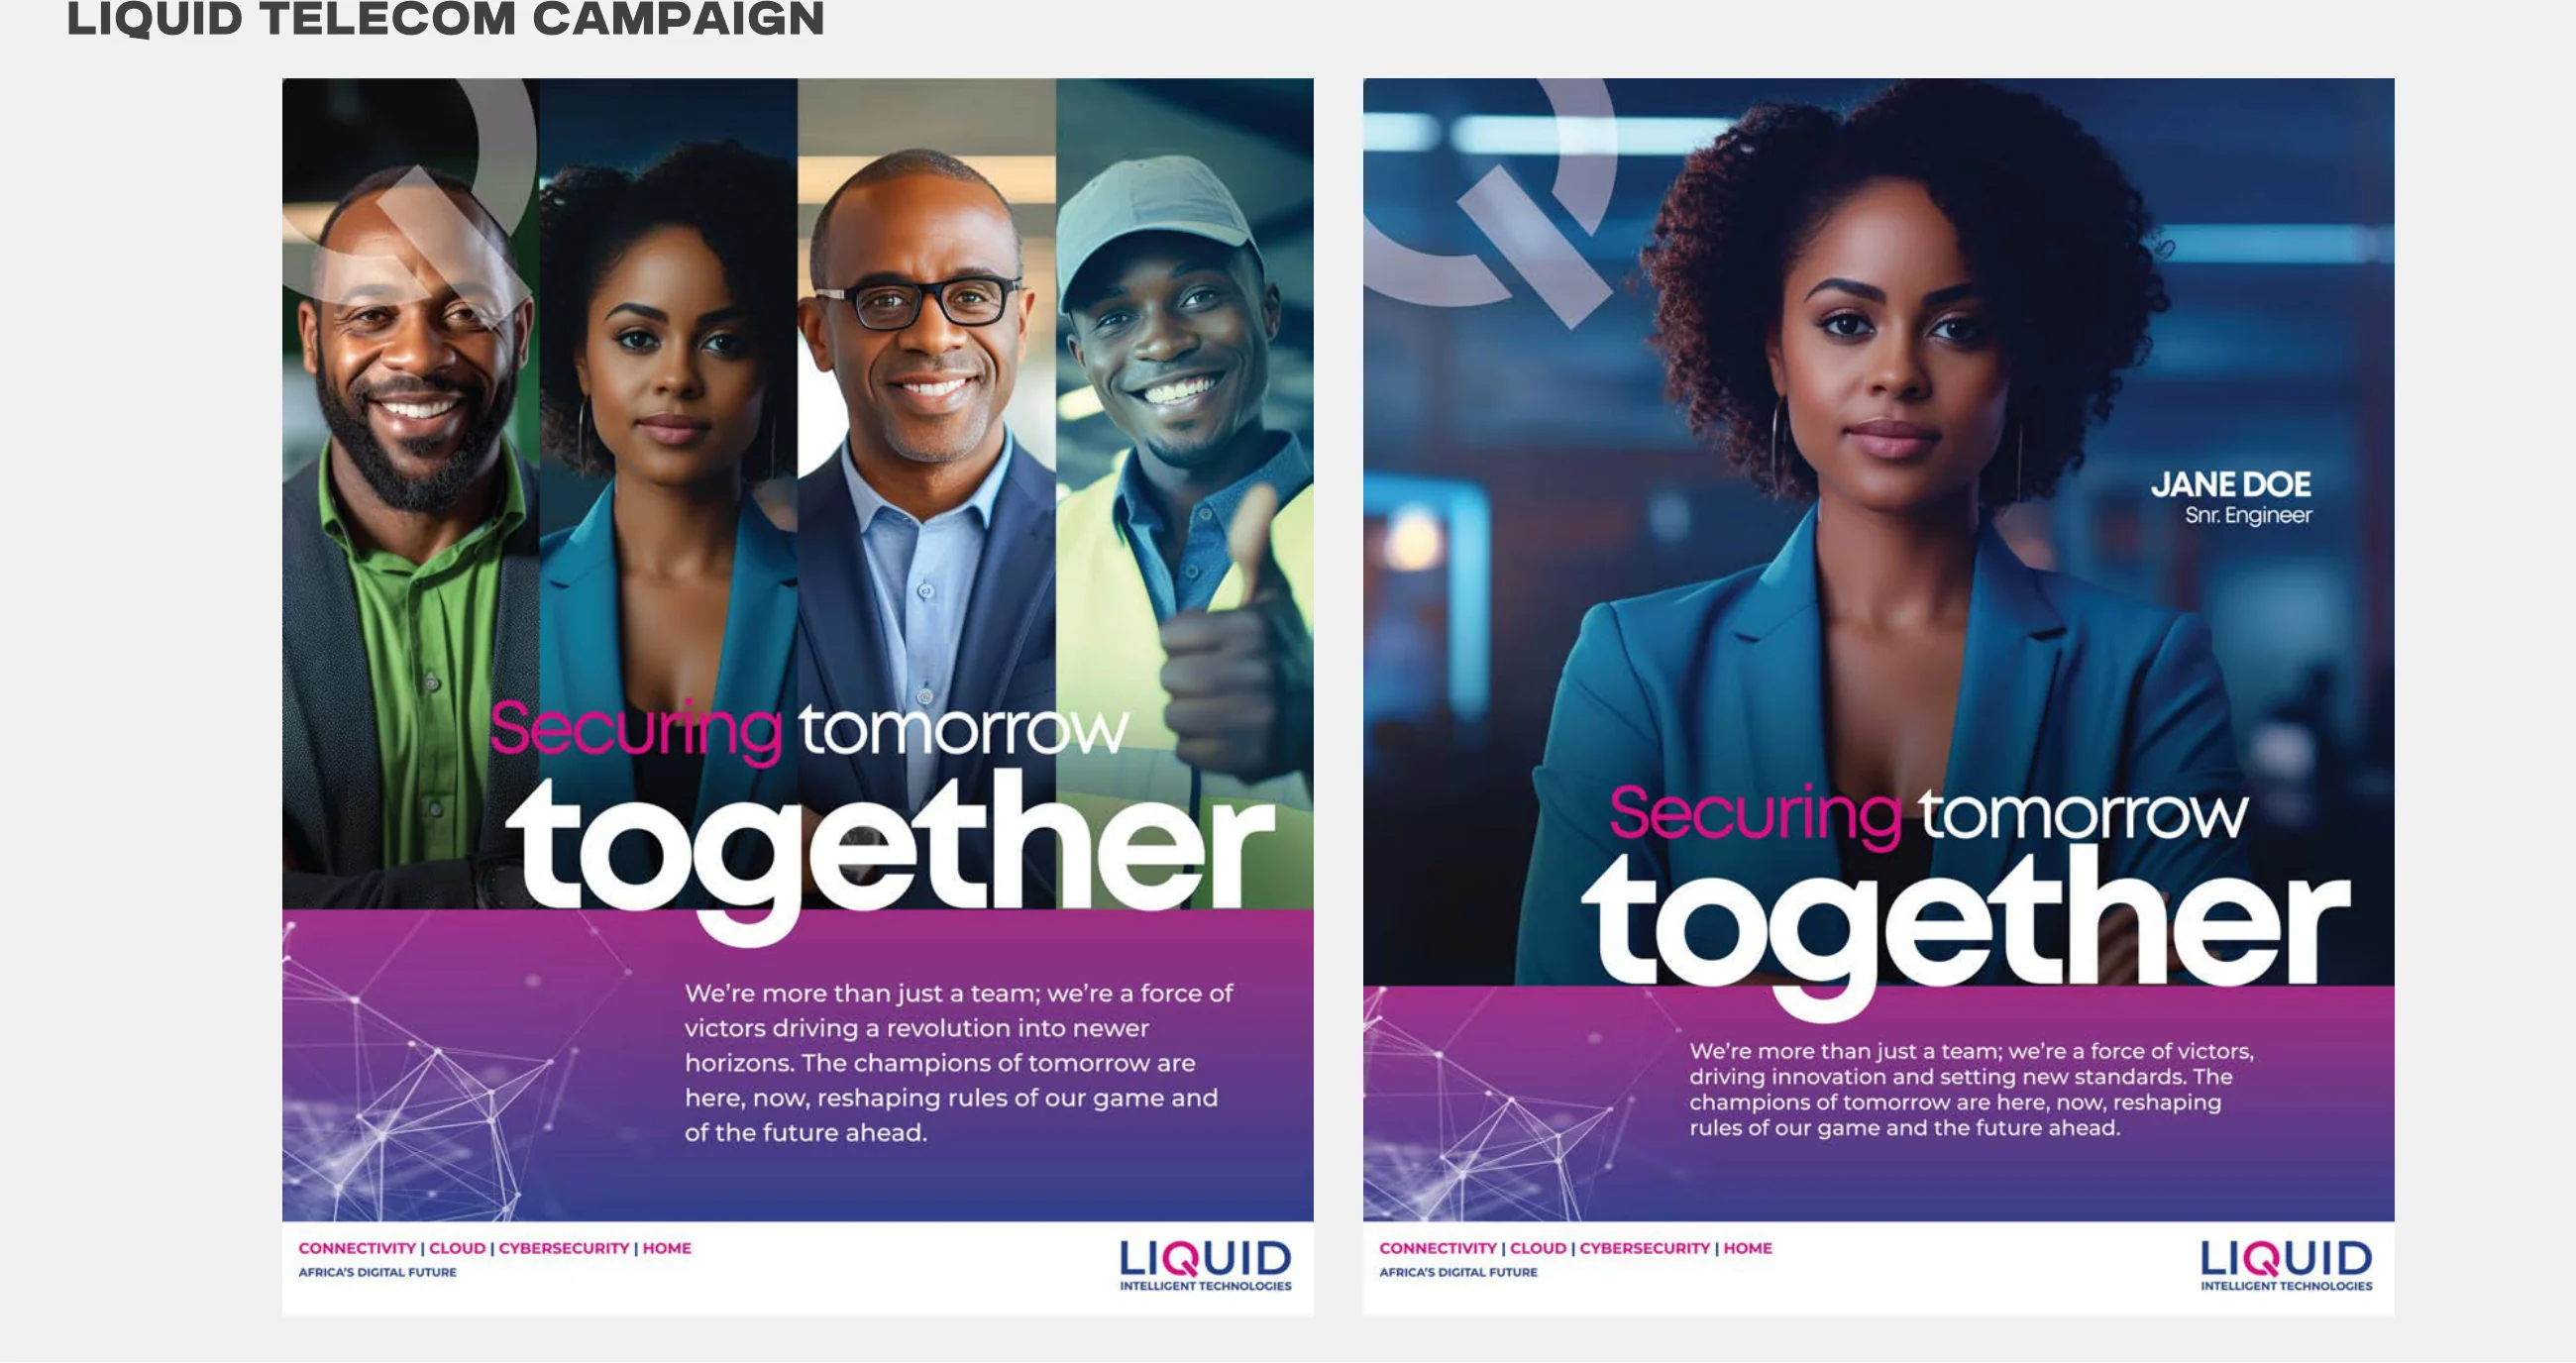 LIQUID TELECOM CAMPAIGN
Securing tomorrow
together
We're more than just a team; we're a force of
victors driving a revolution into newer
horizons. The champions of tomorrow are
here, now, reshaping rules of our game and
of the future ahead.
CONNECTIVITY | CLOUD | CYBERSECURITY | HOME
AFRICA'S DIGITAL FUTURE
LIQUID
INTELLIGENT TECHNOLOGIES
JANE DOE
Snr. Engineer
Securing tomorrow
together
We're more than just a team; we're a force of victors,
driving innovation and setting new standards. The
champions of tomorrow are here, now, reshaping
rules of our game and the future ahead.
CONNECTIVITY | CLOUD | CYBERSECURITY | HOME
AFRICA'S DIGITAL FUTURE
LIQUID
INTELLIGENT TECHNOLOGIES